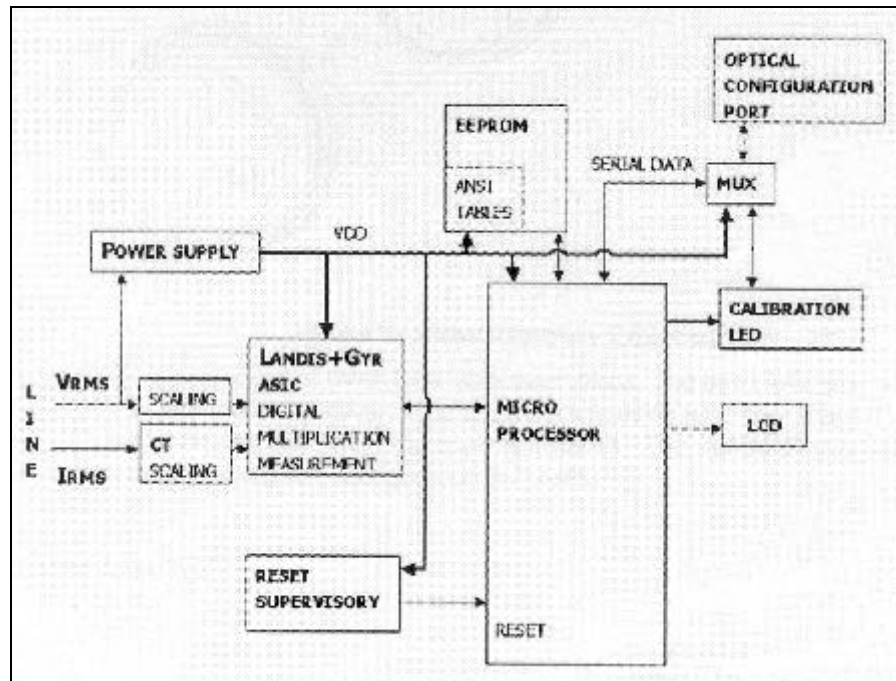 OPTICAL
CONFIGURATION
PORT
EEPROM
ANSI
TABLES
SERIAL DATA
MUX
VDD
POWER SUPPLY
CALIBRATION
LED
LANDIS+GYR
ASIC
DIGITAL
MULTIPLICATION
MEASUREMENT
LINE
VRMS
SCALING
IRMS
CT
SCALING
MICRO
PROCESSOR
LCD
RESET
SUPERVISORY
RESET